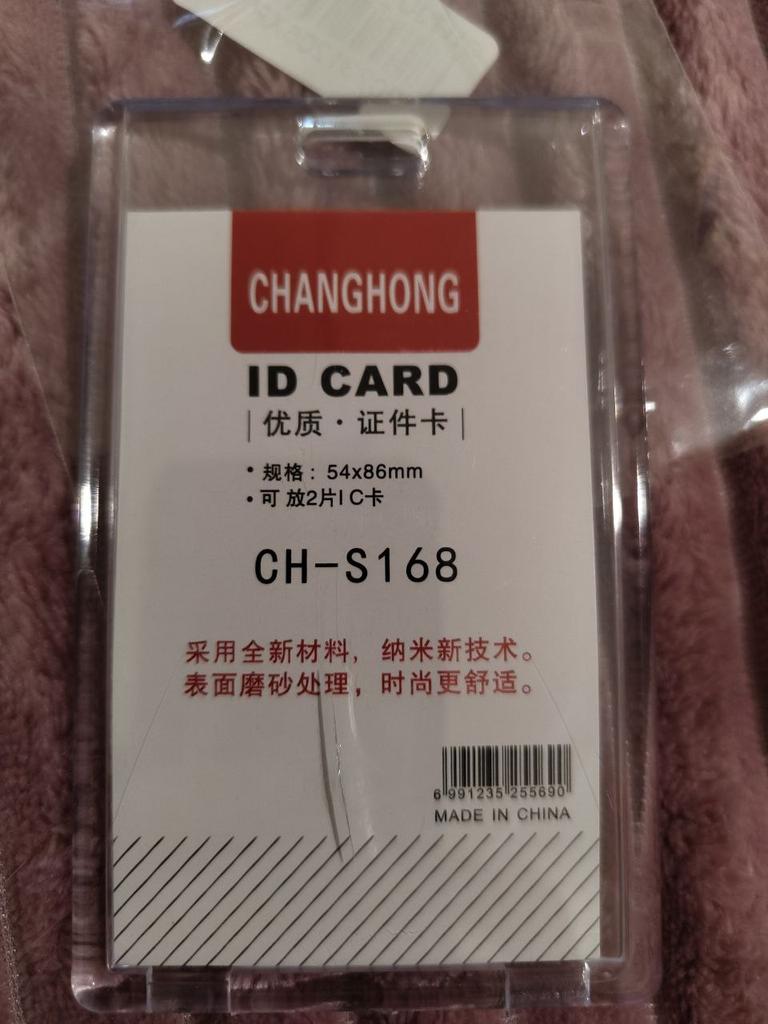 CHANGHONG
ID CARD
优质·证件卡
• 规格：54x86mm
• 可放2片IC卡
CH-S168
采用全新材料，纳米新技术。
表面磨砂处理，时尚更舒适。
6 991235 255690
MADE IN CHINA